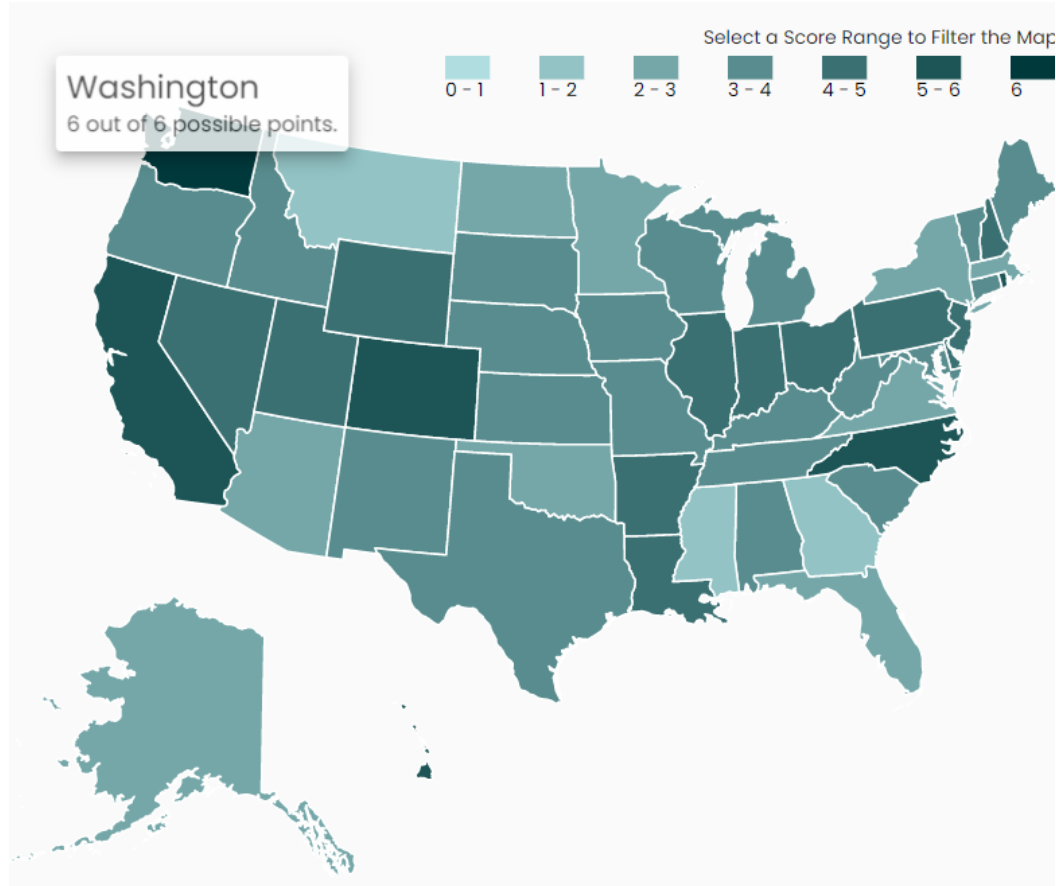 Select a Score Range to Filter the Map
Washington
6 out of 6 possible points.
0 - 1 1 - 2 2 - 3 3 - 4 4 - 5 5 - 6 6